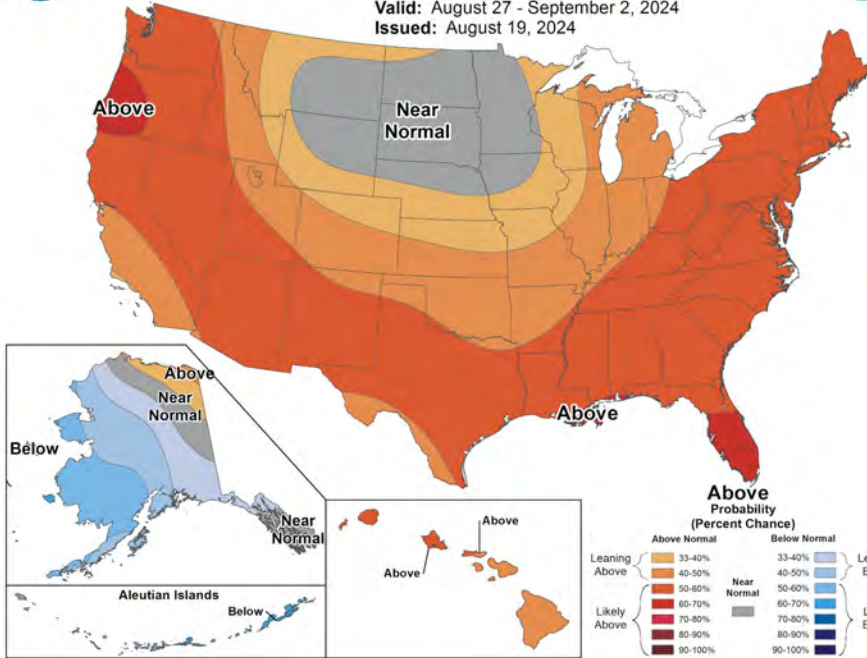 Valid: August 27 - September 2, 2024
Issued: August 19, 2024
Above
Near
Normal
Above
Near
Normal
Below
Near
Normal
Above
Above
Above
Above
Aleutian Islands
Below
Probability
(Percent Chance)
Above Normal
Below Normal
Leaning
Above
33-40%
40-50%
Likely
Above
50-60%
60-70%
70-80%
80-90%
90-100%
Near
Normal
33-40%
40-50%
50-60%
60-70%
70-80%
80-90%
90-100%